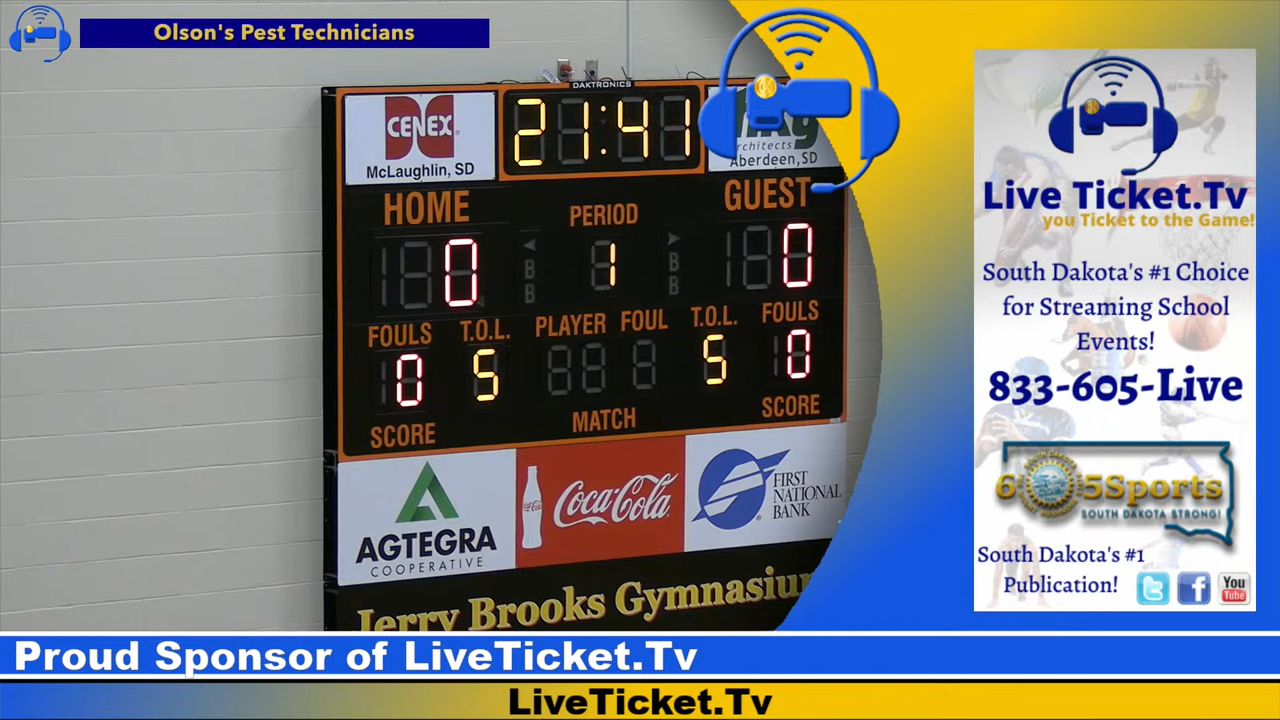 Olson's Pest Technicians
DAKTRONICS
CENEX
McLaughlin, SD
21:41
architects
Aberdeen, SD
HOME
PERIOD
GUEST
0
1
0
B
B
B
B
FOULS
T.O.L.
PLAYER
FOUL
T.O.L.
FOULS
0
5
5
0
SCORE
MATCH
SCORE
AGTEGRA
COOPERATIVE
Coca-Cola
FIRST
NATIONAL
BANK
Jerry Brooks Gymnasium
Live Ticket.Tv
you Ticket to the Game!
South Dakota's #1 Choice
for Streaming School
Events!
833-605-Live
605Sports
SOUTH DAKOTA STRONG!
South Dakota's #1
Publication!
You
Tube
Proud Sponsor of LiveTicket.Tv
LiveTicket.Tv